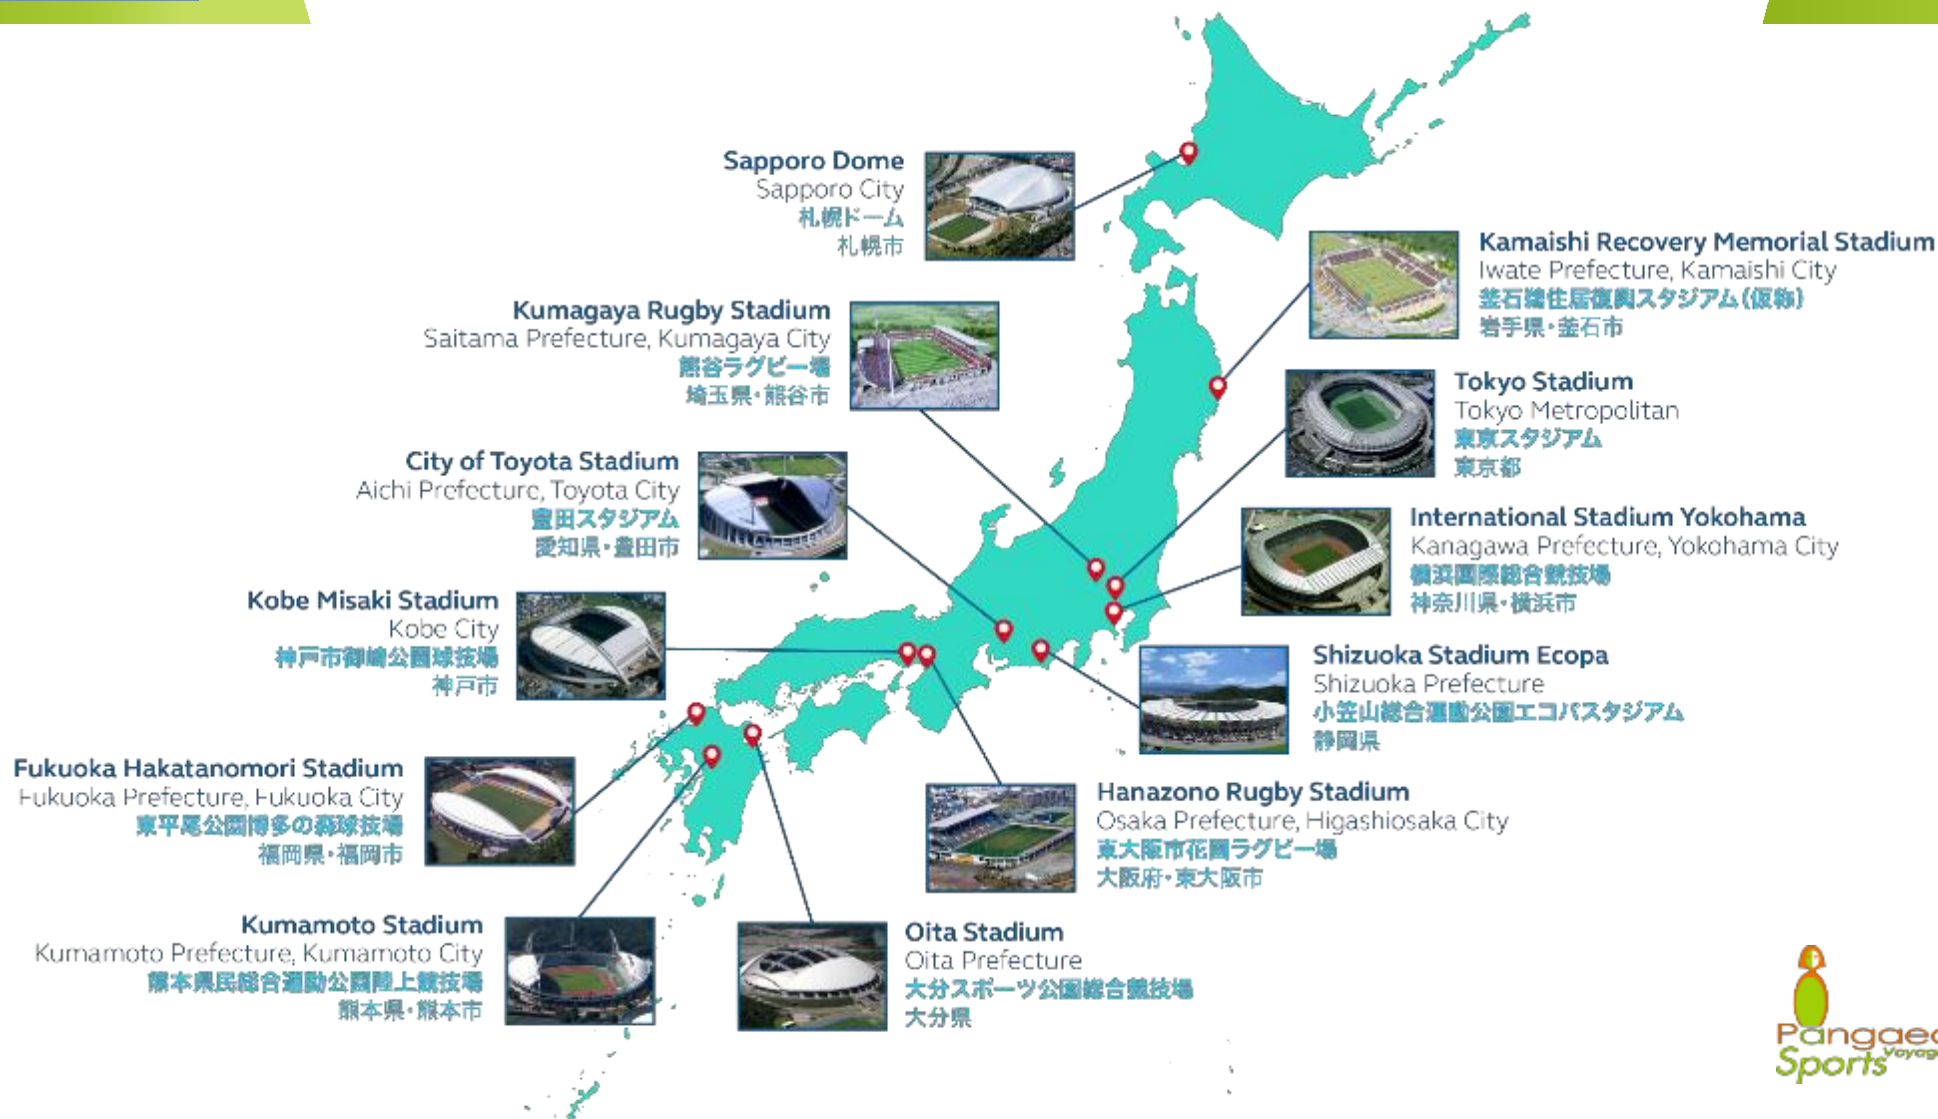 Sapporo Dome
Sapporo City
札幌ドーム
札幌市
Kamaishi Recovery Memorial Stadium
Iwate Prefecture, Kamaishi City
釜石鵜住居復興スタジアム(仮称)
岩手県・釜石市
Kumagaya Rugby Stadium
Saitama Prefecture, Kumagaya City
熊谷ラグビー場
埼玉県・熊谷市
Tokyo Stadium
Tokyo Metropolitan
東京スタジアム
東京都
City of Toyota Stadium
Aichi Prefecture, Toyota City
豊田スタジアム
愛知県・豊田市
International Stadium Yokohama
Kanagawa Prefecture, Yokohama City
横浜国際総合競技場
神奈川県・横浜市
Kobe Misaki Stadium
Kobe City
神戸市御崎公園球技場
神戸市
Shizuoka Stadium Ecopa
Shizuoka Prefecture
小笠山総合運動公園エコパスタジアム
静岡県
Fukuoka Hakatanomori Stadium
Fukuoka Prefecture, Fukuoka City
東平尾公園博多の森球技場
福岡県・福岡市
Hanazono Rugby Stadium
Osaka Prefecture, Higashiosaka City
東大阪市花園ラグビー場
大阪府・東大阪市
Kumamoto Stadium
Kumamoto Prefecture, Kumamoto City
熊本県民総合運動公園陸上競技場
熊本県・熊本市
Oita Stadium
Oita Prefecture
大分スポーツ公園総合競技場
大分県
Pangaea
Sports